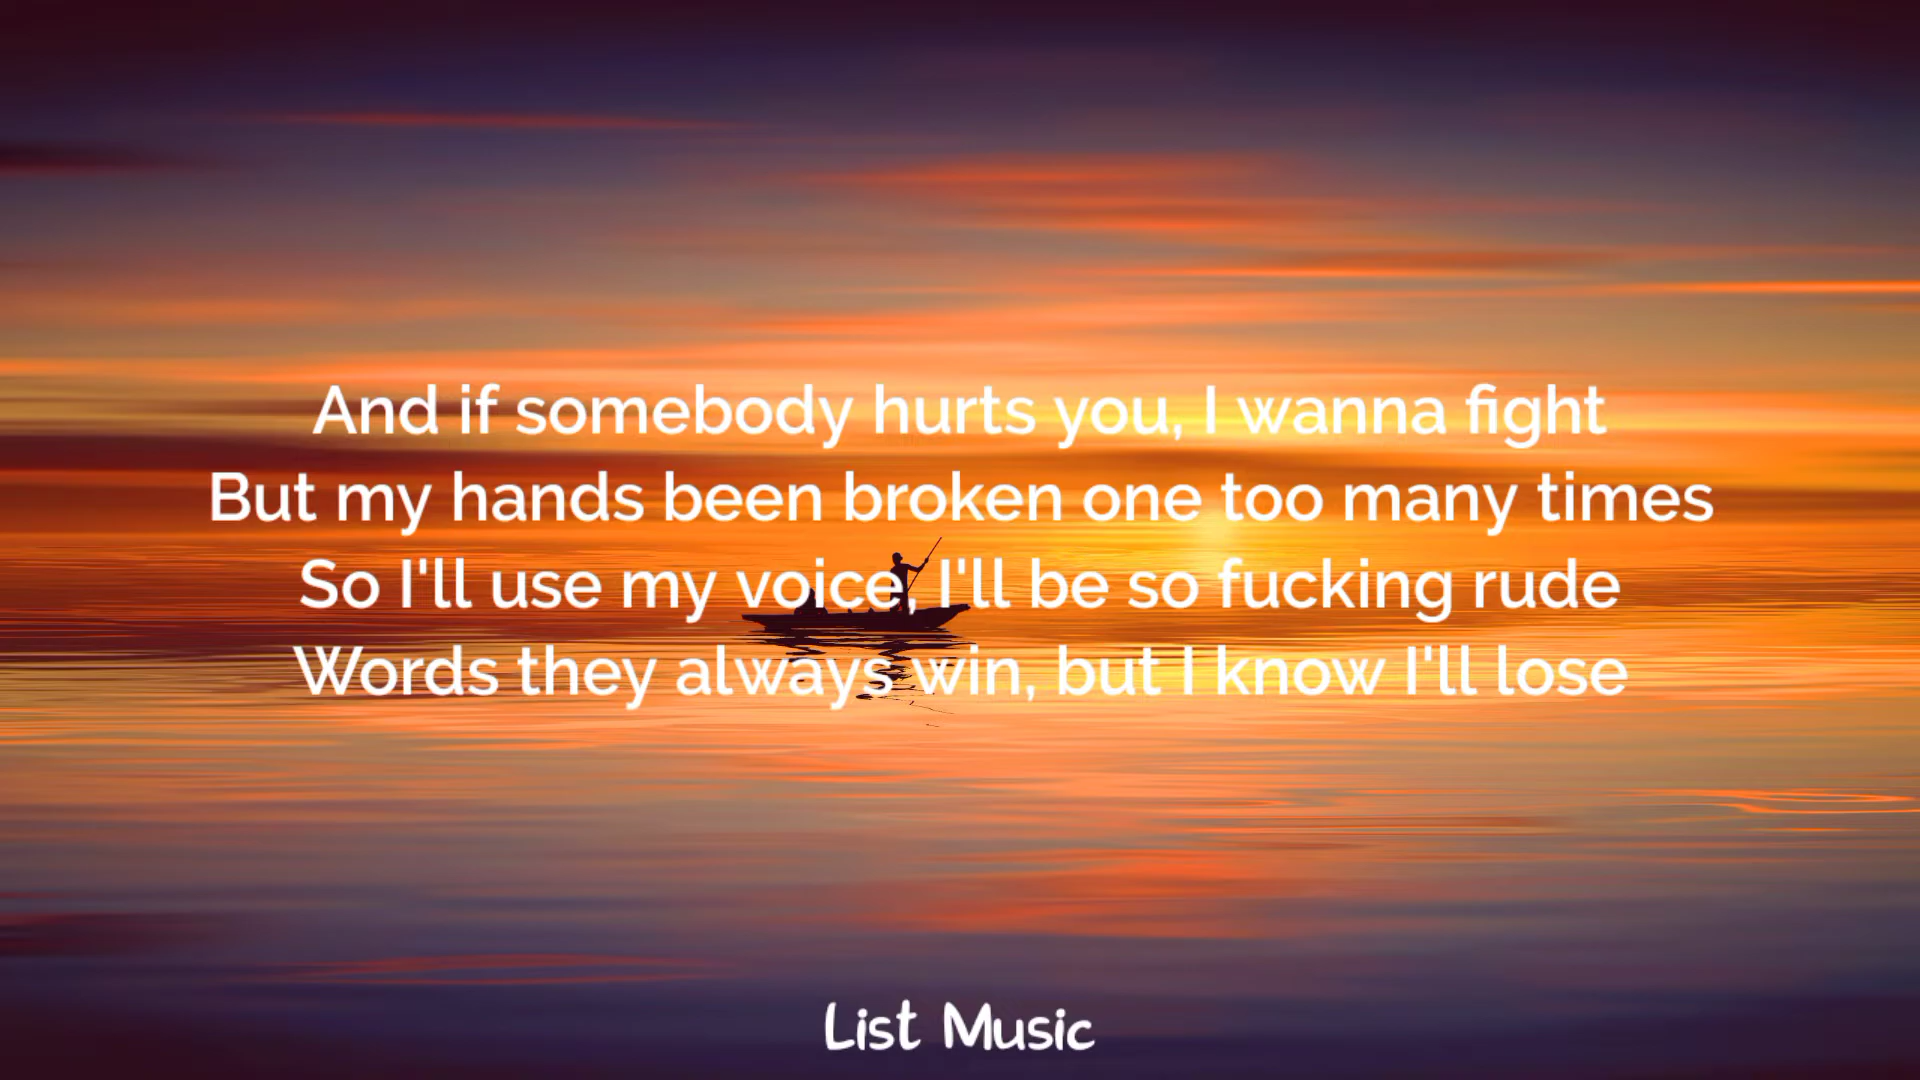 And if somebody hurts you, I wanna fight
But my hands been broken one too many times
So I'll use my voice, I'll be so fucking rude
Words they always win, but I know I'll lose
List Music